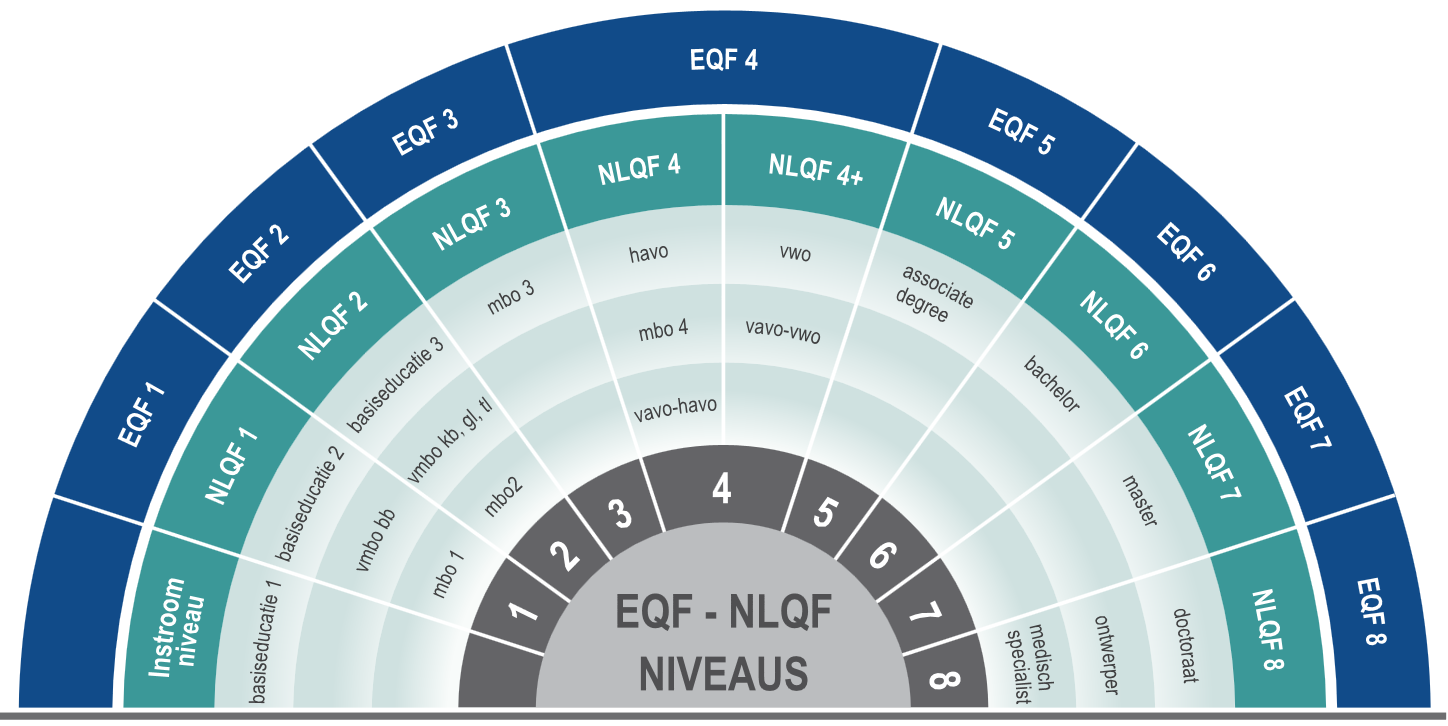 EQF 1
EQF 2
EQF 3
EQF 4
EQF 5
EQF 6
EQF 7
EQF 8
Instroom
niveau
NLQF 1
NLQF 2
NLQF 3
NLQF 4
NLQF 4+
NLQF 5
NLQF 6
NLQF 7
NLQF 8
basiseducatie 1
basiseducatie 2
vmbo bb
mbo 1
basiseducatie 3
vmbo kb, gl, tl
mbo2
mbo 3
havo
mbo 4
vavo-havo
vwo
vavo-vwo
associate
degree
bachelor
master
doctoraat
ontwerper
medisch
specialist
1
2
3
4
5
6
7
8
EQF - NLQF
NIVEAUS